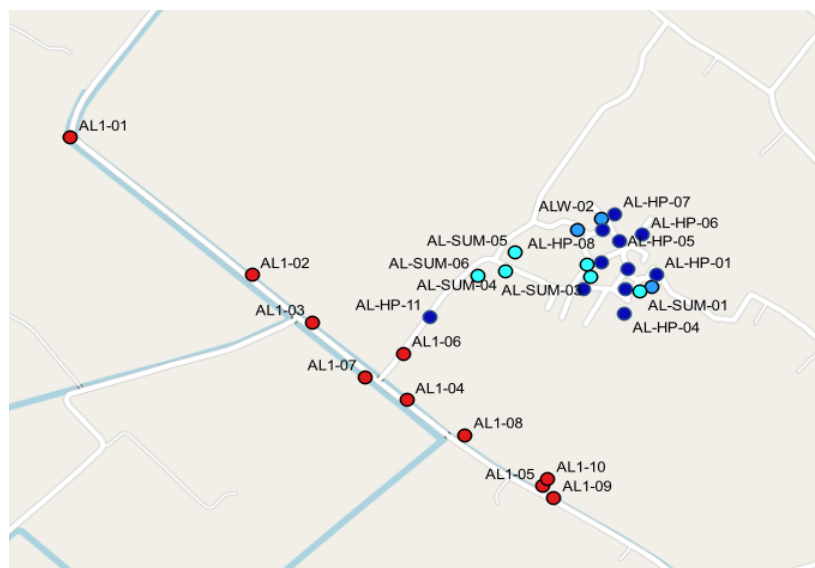 AL1-01
AL-HP-07
ALW-02
AL-HP-06
AL-SUM-05
AL-HP-08
AL-HP-05
AL1-02
AL-SUM-06
AL-HP-01
AL-SUM-04
AL-SUM-03
AL-SUM-01
AL1-03
AL-HP-11
AL-HP-04
AL1-06
AL1-07
AL1-04
AL1-08
AL1-10
AL1-05
AL1-09